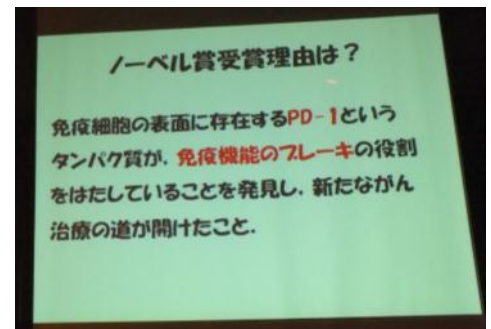 ノーベル賞受賞理由は？
免疫細胞の表面に存在するPD-1という
タンパク質が，免疫機能のブレーキの役割
をはたしていることを発見し，新たながん
治療の道が開けたこと．